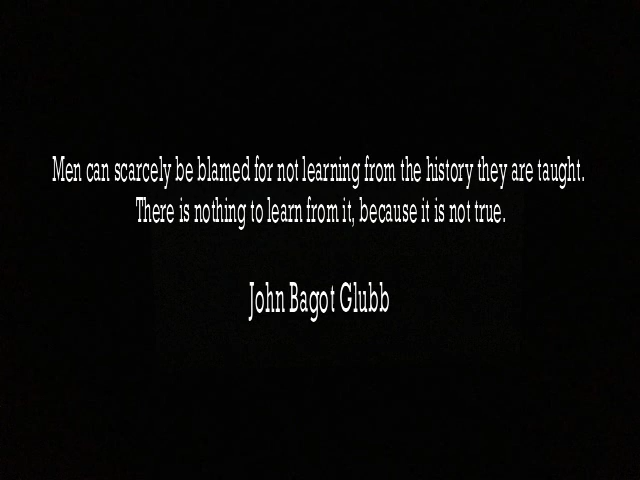 Men can scarcely be blamed for not learning from the history they are taught.
There is nothing to learn from it, because it is not true.
John Bagot Glubb